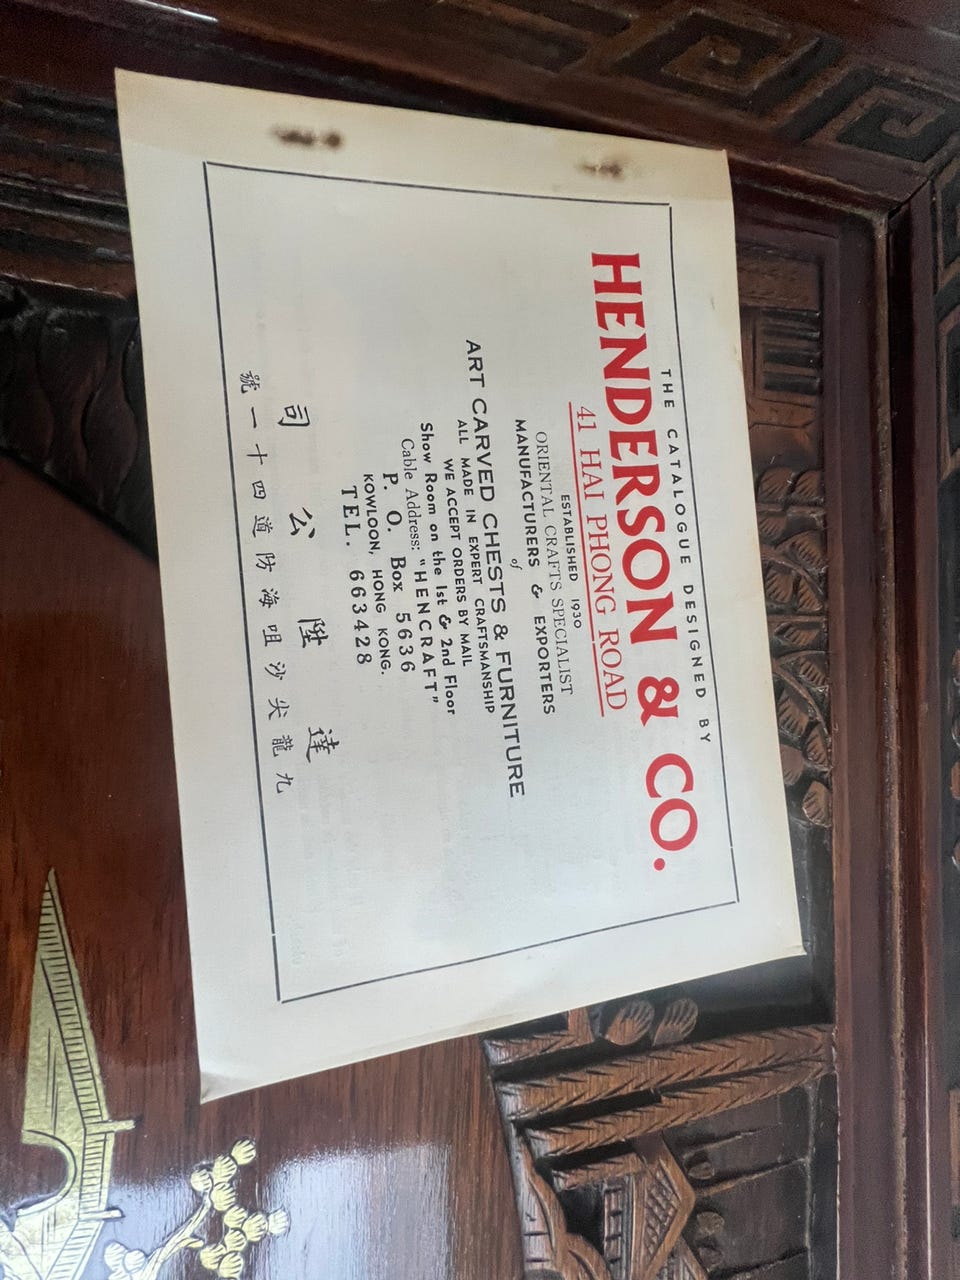 THE CATALOGUE DESIGNED BY
HENDERSON & CO.
41 HAI PHONG ROAD
ESTABLISHED 1930
ORIENTAL CRAFTS SPECIALIST
MANUFACTURERS & EXPORTERS
of
ART CARVED CHESTS & FURNITURE
ALL MADE IN EXPERT CRAFTSMANSHIP
WE ACCEPT ORDERS BY MAIL
Show Room on the 1st & 2nd Floor
Cable Address: "HENCRAFT"
P. O. Box 5636
KOWLOON, HONG KONG.
TEL. 663428
達陞公司
九龍尖沙咀海防道四十一號